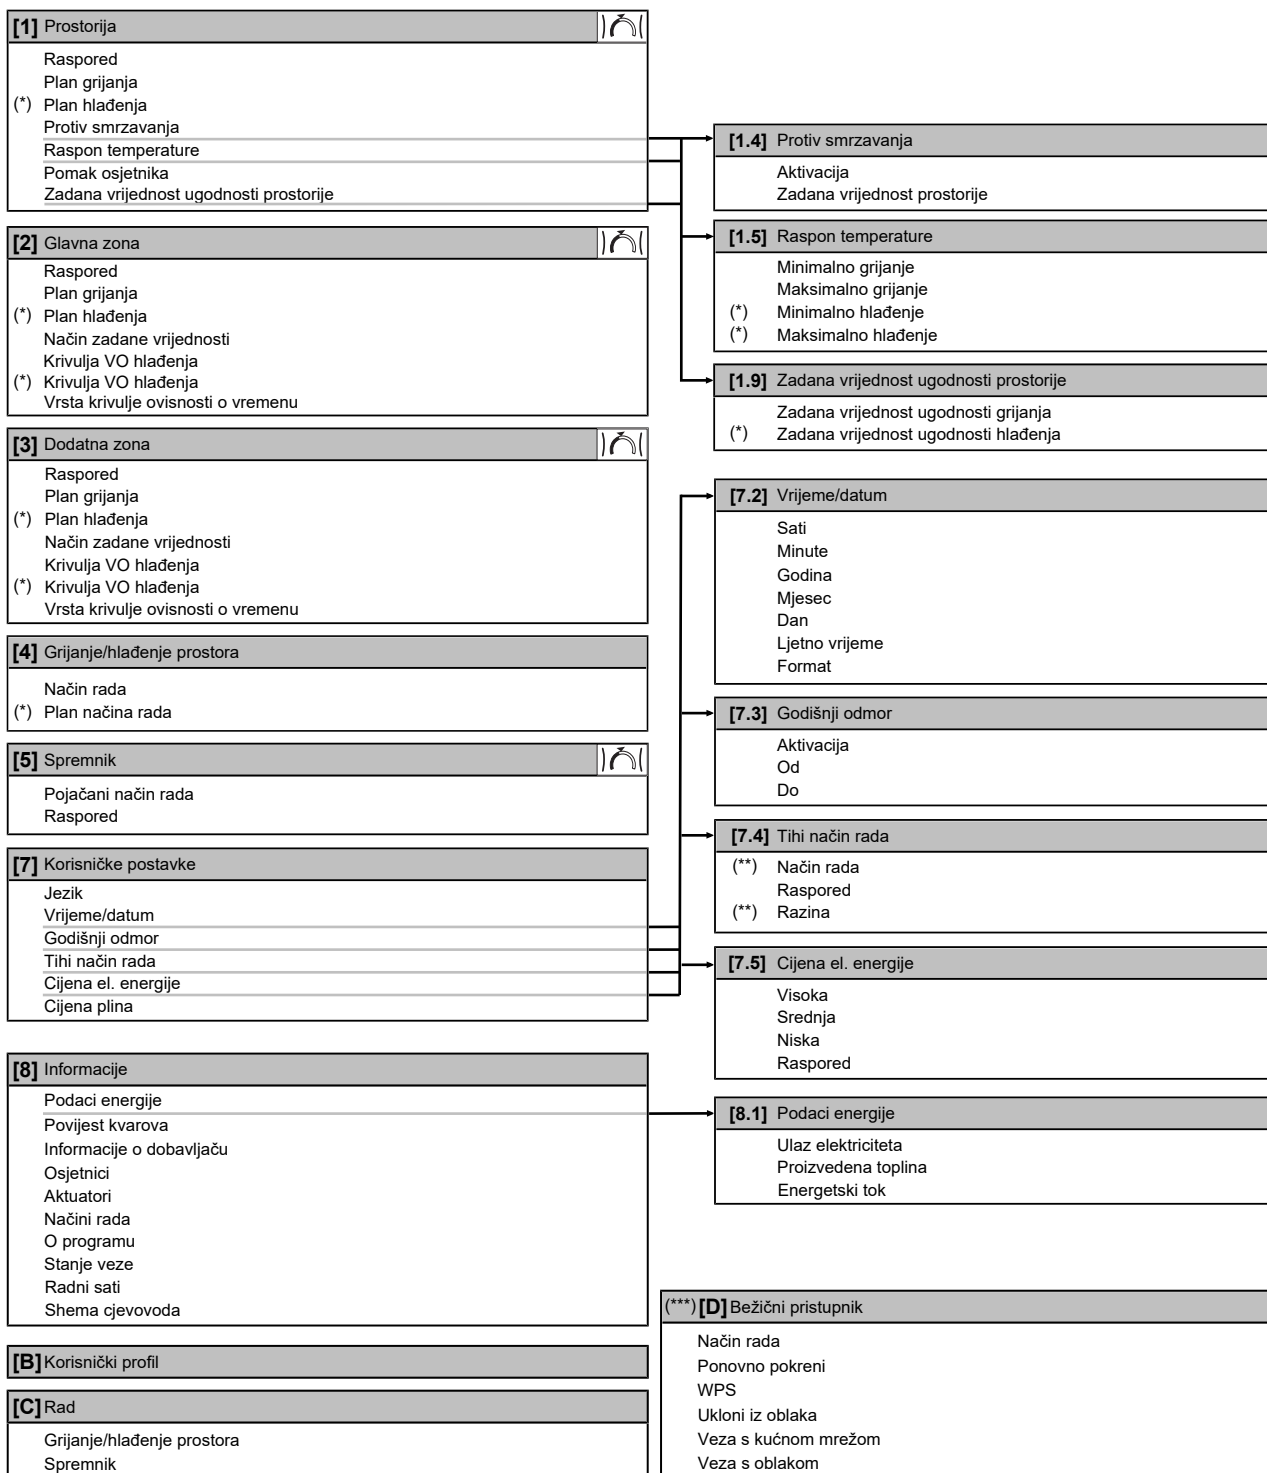 [1] Prostorija
Raspored
Plan grijanja
(*) Plan hlađenja
Protiv smrzavanja
Raspon temperature
Pomak osjetnika
Zadana vrijednost ugodnosti prostorije
[2] Glavna zona
Raspored
Plan grijanja
(*) Plan hlađenja
Način zadane vrijednosti
Krivulja VO hlađenja
(*) Krivulja VO hlađenja
Vrsta krivulje ovisnosti o vremenu
[3] Dodatna zona
Raspored
Plan grijanja
(*) Plan hlađenja
Način zadane vrijednosti
Krivulja VO hlađenja
(*) Krivulja VO hlađenja
Vrsta krivulje ovisnosti o vremenu
[4] Grijanje/hlađenje prostora
Način rada
(*) Plan načina rada
[5] Spremnik
Pojačani način rada
Raspored
[7] Korisničke postavke
Jezik
Vrijeme/datum
Godišnji odmor
Tihi način rada
Cijena el. energije
Cijena plina
[8] Informacije
Podaci energije
Povijest kvarova
Informacije o dobavljaču
Osjetnici
Aktuatori
Načini rada
O programu
Stanje veze
Radni sati
Shema cjevovoda
[B] Korisnički profil
[C] Rad
Grijanje/hlađenje prostora
Spremnik
[1.4] Protiv smrzavanja
Aktivacija
Zadana vrijednost prostorije
[1.5] Raspon temperature
Minimalno grijanje
Maksimalno grijanje
(*) Minimalno hlađenje
(*) Maksimalno hlađenje
[1.9] Zadana vrijednost ugodnosti prostorije
Zadana vrijednost ugodnosti grijanja
(*) Zadana vrijednost ugodnosti hlađenja
[7.2] Vrijeme/datum
Sati
Minute
Godina
Mjesec
Dan
Ljetno vrijeme
Format
[7.3] Godišnji odmor
Aktivacija
Od
Do
[7.4] Tihi način rada
(**) Način rada
Raspored
(**) Razina
[7.5] Cijena el. energije
Visoka
Srednja
Niska
Raspored
[8.1] Podaci energije
Ulaz elektriciteta
Proizvedena toplina
Energetski tok
(***) [D] Bežični pristupnik
Način rada
Ponovno pokreni
WPS
Ukloni iz oblaka
Veza s kućnom mrežom
Veza s oblakom